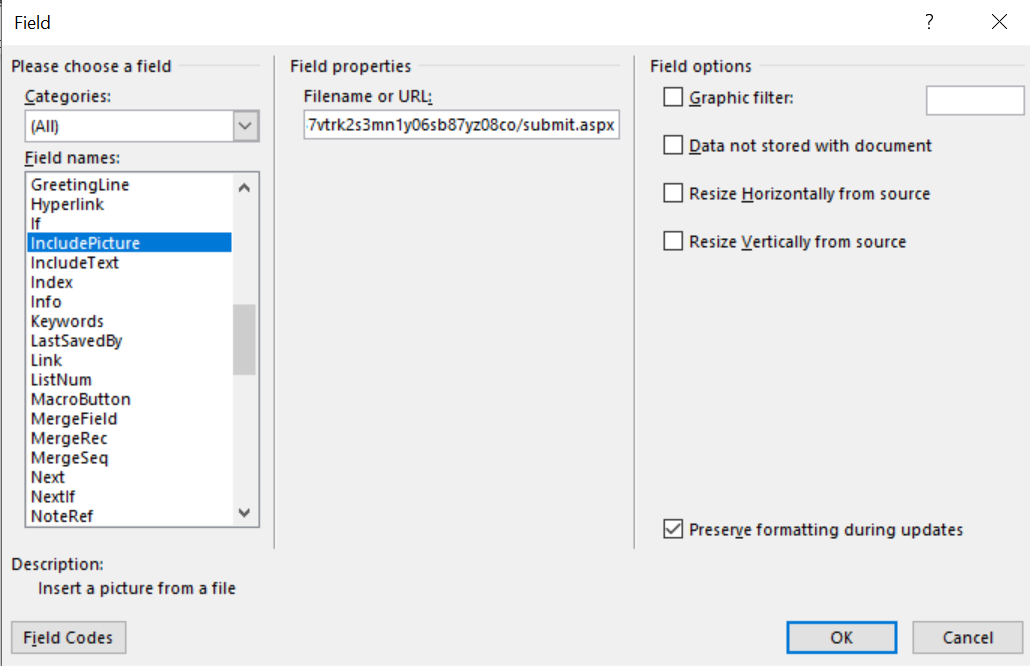 Field ?
Please choose a field
Categories:
(All)
Field names:
GreetingLine
Hyperlink
If
IncludePicture
IncludeText
Index
Info
Keywords
LastSavedBy
Link
ListNum
MacroButton
MergeField
MergeRec
MergeSeq
Next
NextIf
NoteRef
Field properties
Filename or URL:
7vtrk2s3mn1y06sb87yz08co/submit.aspx
Field options
Graphic filter:
Data not stored with document
Resize Horizontally from source
Resize Vertically from source
Preserve formatting during updates
Description:
Insert a picture from a file
Field Codes
OK
Cancel